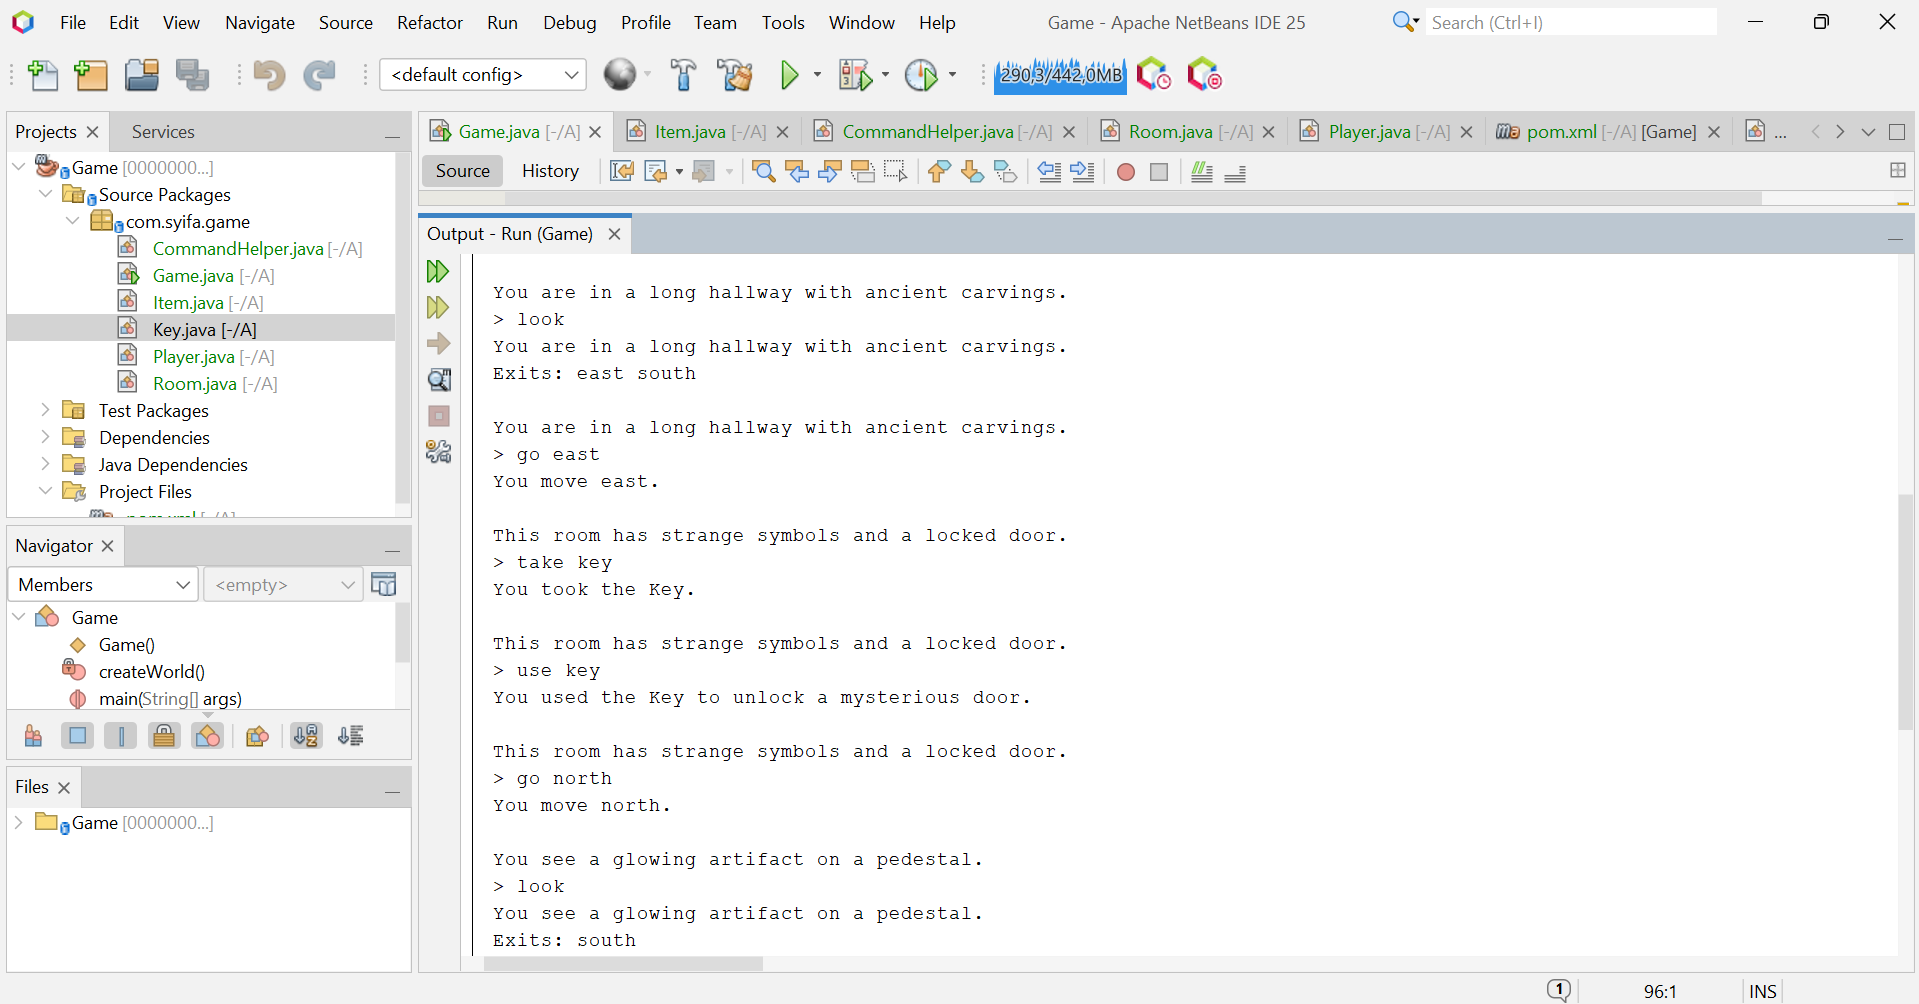 File Edit View Navigate Source Refactor Run Debug Profile Team Tools Window Help Game - Apache NetBeans IDE 25 Search (Ctrl+I)
<default config> 290,3/442,0MB
Projects Services
Game.java [-/A] Item.java [-/A] CommandHelper.java [-/A] Room.java [-/A] Player.java [-/A] pom.xml [-/A] [Game] ...
Source History
Game [0000000...]
Source Packages
com.syifa.game
CommandHelper.java [-/A]
Game.java [-/A]
Item.java [-/A]
Key.java [-/A]
Player.java [-/A]
Room.java [-/A]
Test Packages
Dependencies
Java Dependencies
Project Files
pom.xml [-/A]
Navigator
Members <empty>
Game
Game()
createWorld()
main(String[] args)
Files
Game [0000000...]
Output - Run (Game)
You are in a long hallway with ancient carvings.
> look
You are in a long hallway with ancient carvings.
Exits: east south
You are in a long hallway with ancient carvings.
> go east
You move east.
This room has strange symbols and a locked door.
> take key
You took the Key.
This room has strange symbols and a locked door.
> use key
You used the Key to unlock a mysterious door.
This room has strange symbols and a locked door.
> go north
You move north.
You see a glowing artifact on a pedestal.
> look
You see a glowing artifact on a pedestal.
Exits: south
1 96:1 INS